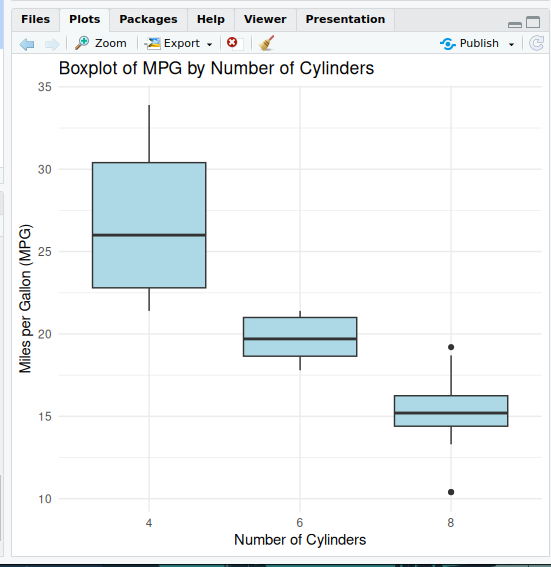 Files Plots Packages Help Viewer Presentation
Zoom Export Publish
Boxplot of MPG by Number of Cylinders
35
30
25
20
15
10
Miles per Gallon (MPG)
4 6 8
Number of Cylinders